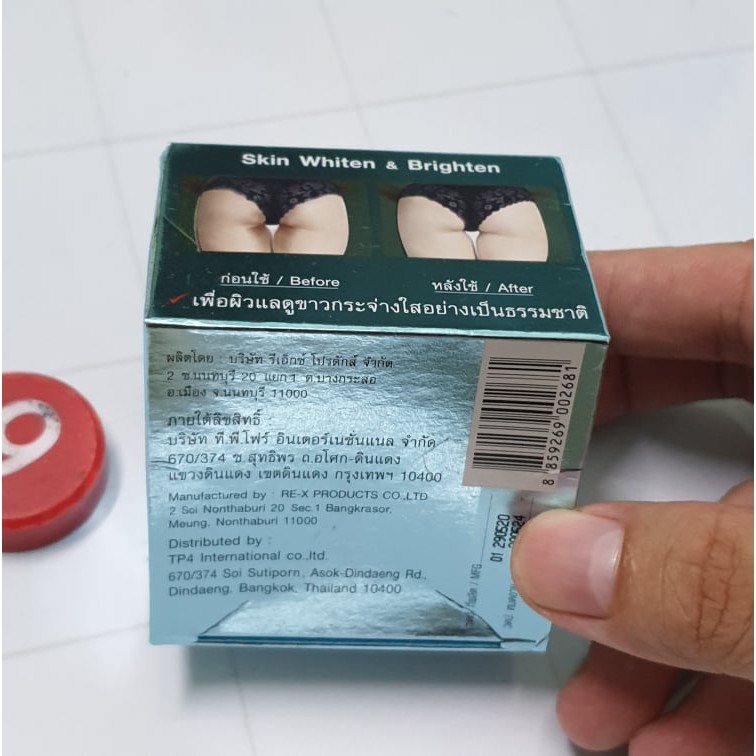 Skin Whiten & Brighten
ก่อนใช้ / Before
หลังใช้ / After
เพื่อผิวแลดูขาวกระจ่างใสอย่างเป็นธรรมชาติ
ผลิตโดย : บริษัท รีเอ็กซ์ โปรดักส์ จำกัด
2 ซ.นนทบุรี 20 แยก 1 ต.บางกระสอ
อ.เมือง จ.นนทบุรี 11000
ภายใต้ลิขสิทธิ์
บริษัท ที.พี.โฟร์ อินเตอร์เนชั่นแนล จำกัด
670/374 ซ.สุทธิพร ถ.อโศก-ดินแดง
แขวงดินแดง เขตดินแดง กรุงเทพฯ 10400
Manufactured by : RE-X PRODUCTS CO.,LTD
2 Soi Nonthaburi 20 Sec.1 Bangkrasor,
Meung, Nonthaburi 11000
Distributed by :
TP4 International co.,ltd.
670/374 Soi Sutiporn, Asok-Dindaeng Rd.,
Dindaeng, Bangkok, Thailand 10400
8 859269 002681
01 290520
/ MFG
9